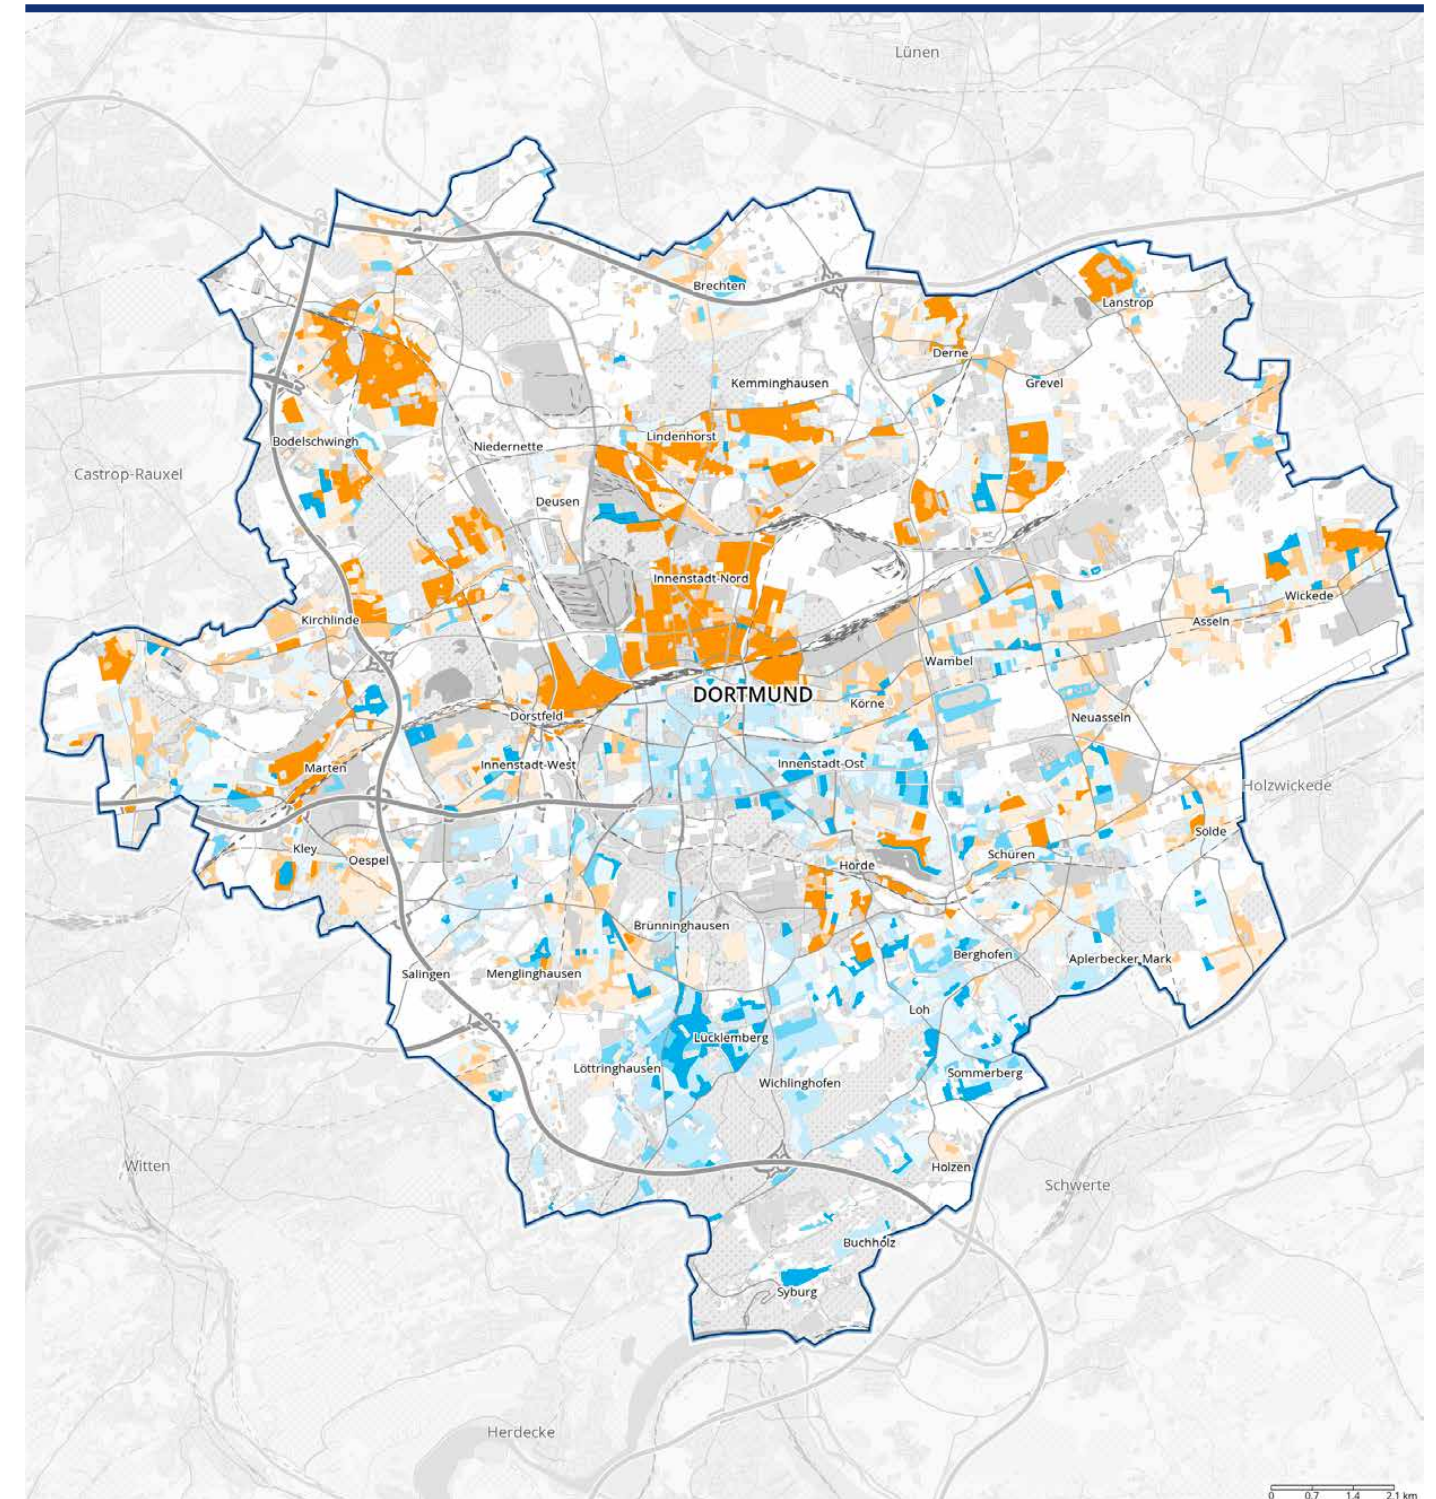 Lünen
Brechten
Lanstrop
Derne
Kemminghausen
Grevel
Lindenhorst
Bodelschwingh
Niedernette
Castrop-Rauxel
Deusen
Innenstadt-Nord
Wickede
Kirchlinde
Asseln
Wambel
DORTMUND
Körne
Dorstfeld
Neuasseln
Marten
Innenstadt-West
Innenstadt-Ost
Holzwickede
Sölde
Kley
Oespel
Schüren
Hörde
Brünninghausen
Berghofen
Aplerbecker Mark
Salingen
Menglinghausen
Loh
Lücklemberg
Löttringhausen
Sommerberg
Wichlinghofen
Witten
Holzen
Schwerte
Buchholz
Syburg
Herdecke
0 0.7 1.4 2.1 km